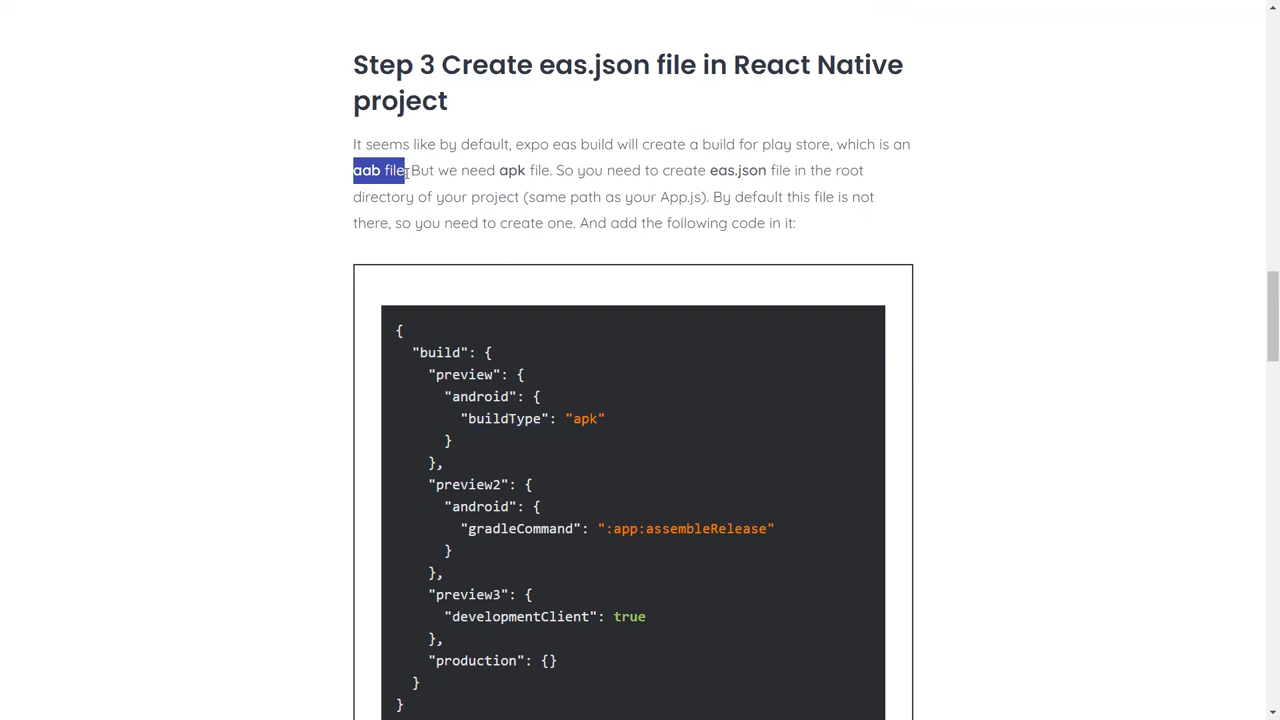 Step 3 Create eas.json file in React Native
project
It seems like by default, expo eas build will create a build for play store, which is an
aab file. But we need apk file. So you need to create eas.json file in the root
directory of your project (same path as your App.js). By default this file is not
there, so you need to create one. And add the following code in it:
{
  "build": {
    "preview": {
      "android": {
        "buildType": "apk"
      }
    },
    "preview2": {
      "android": {
        "gradleCommand": ":app:assembleRelease"
      }
    },
    "preview3": {
      "developmentClient": true
    },
    "production": {}
  }
}